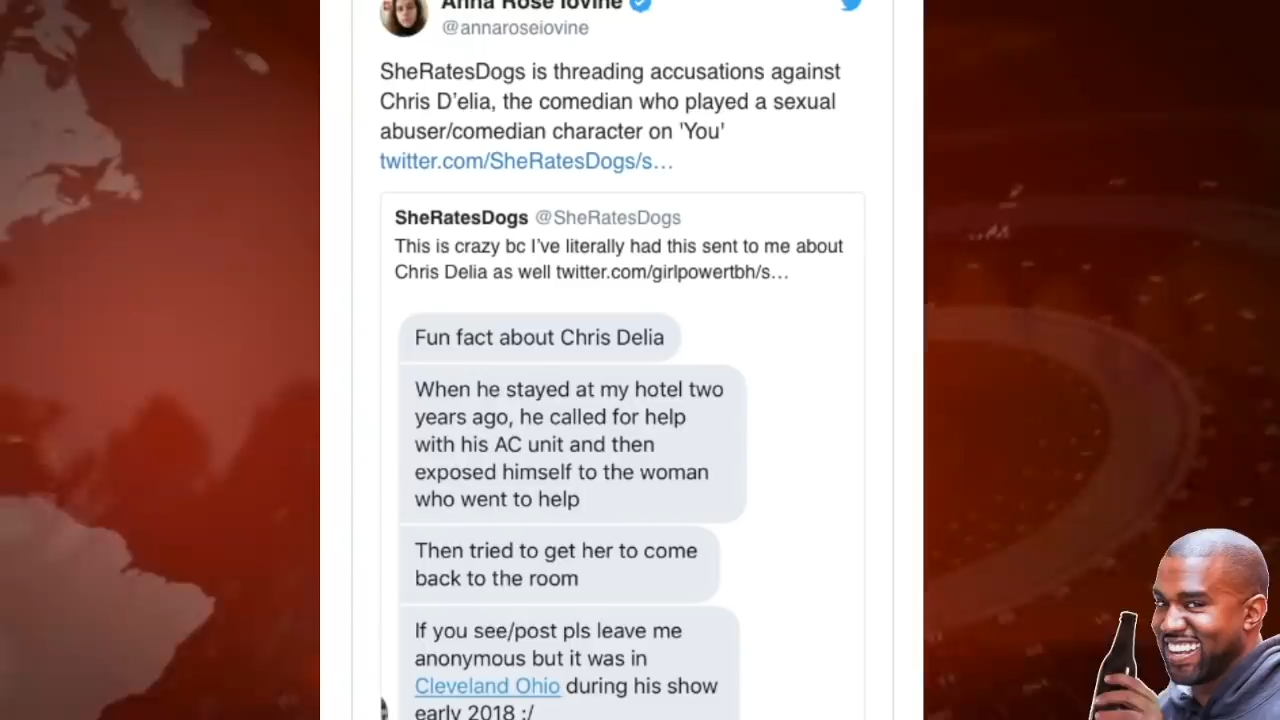 Anna Rose Iovine
@annaroseiovine
SheRatesDogs is threading accusations against
Chris D'elia, the comedian who played a sexual
abuser/comedian character on 'You'
twitter.com/SheRatesDogs/s…
SheRatesDogs @SheRatesDogs
This is crazy bc I've literally had this sent to me about
Chris Delia as well twitter.com/girlpowertbh/s…
Fun fact about Chris Delia
When he stayed at my hotel two
years ago, he called for help
with his AC unit and then
exposed himself to the woman
who went to help
Then tried to get her to come
back to the room
If you see/post pls leave me
anonymous but it was in
Cleveland Ohio during his show
early 2018 :/